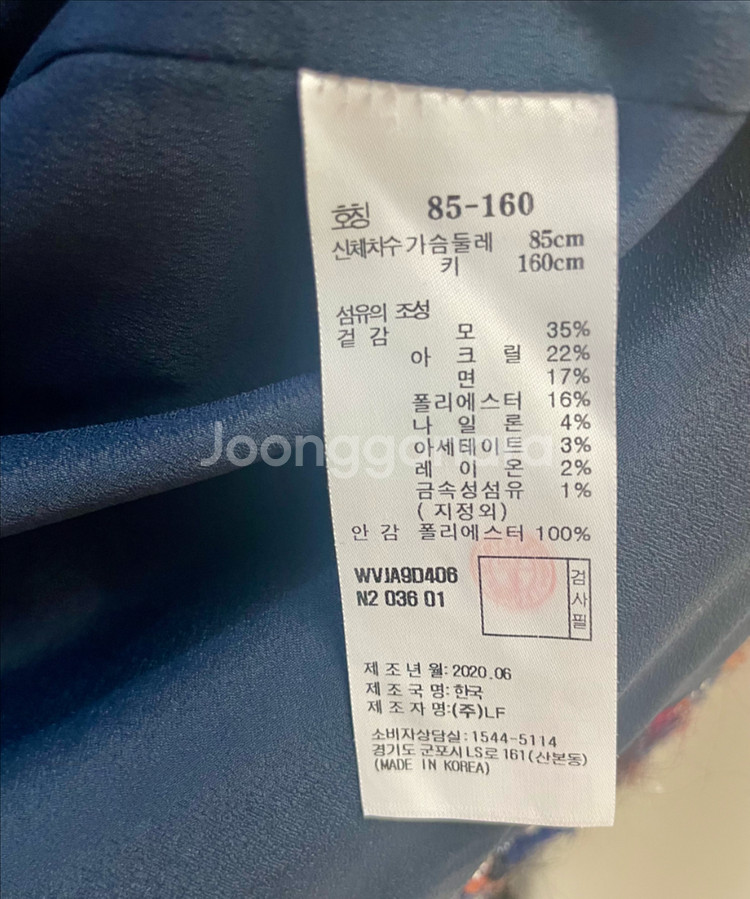 호칭 85-160
신체치수 가슴둘레 85cm
키 160cm
섬유의 조성
겉감 모 35%
아크릴 22%
면 17%
폴리에스터 16%
나일론 4%
Joonggonara
아세테이트 3%
레이온 2%
금속성섬유 1%
(지정외)
안감 폴리에스터 100%
WVJA9D406
N2 036 01
검사필
제조년월: 2020.06
제조국명: 한국
제조자명: (주)LF
소비자상담실: 1544-5114
경기도 군포시 LS로 161(산본동)
(MADE IN KOREA)